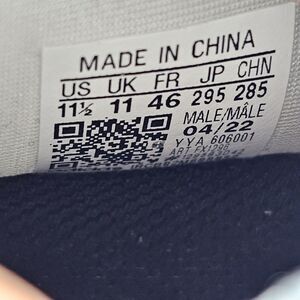 MADE IN CHINA
US UK FR JP CHN
11½ 11 46 295 285
MALE/MÂLE
04/22
YYA 606001